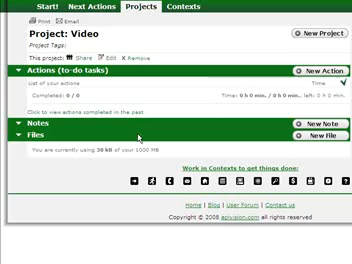 Start! Next Actions Projects Contexts
Print Email
Project: Video
New Project
Project Tags:
This project: Share Edit X Remove
Actions (to-do tasks)
New Action
List of your actions
Time
Completed: 0 / 0
Time: 0 h 0 min. / 0 h 0 min. left: 0 h 0 min.
Click to view actions completed in the past
Notes
New Note
Files
New File
You are currently using 38 kB of your 1000 MB
Work in Contexts to get things done:
Home | Blog | User Forum | Contact us
Copyright © 2008 apivision.com all rights reserved